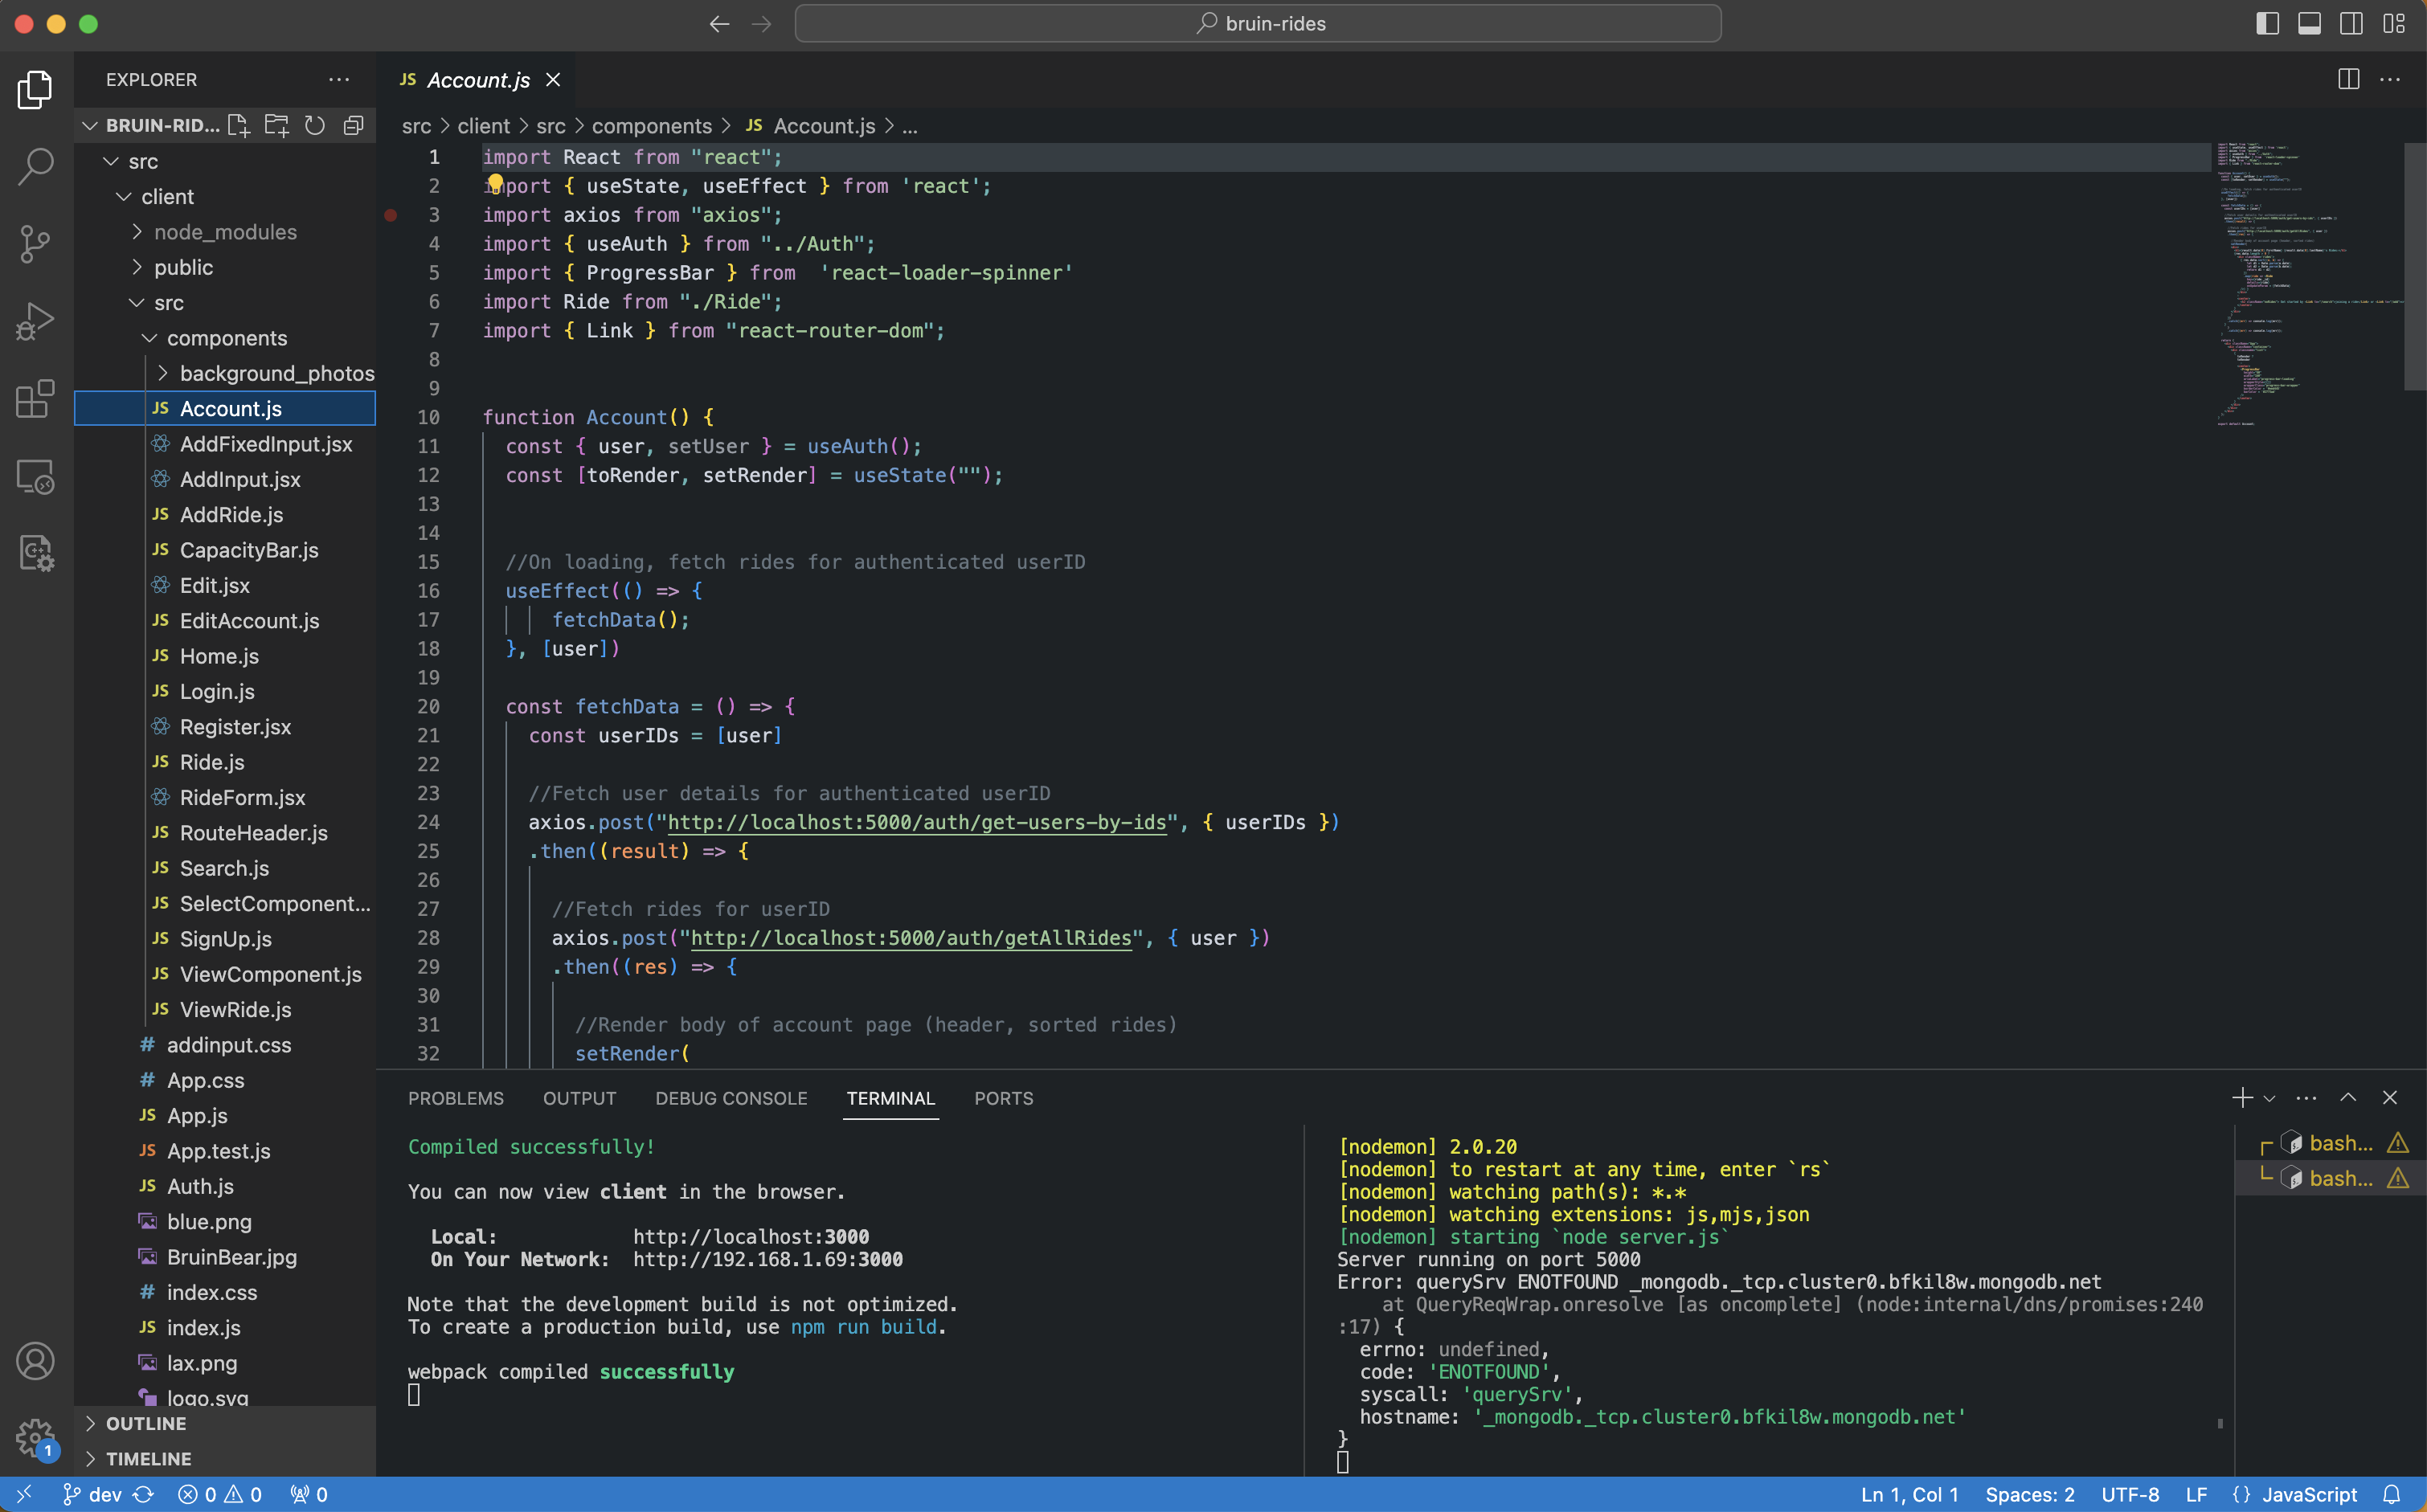 bruin-rides
EXPLORER
BRUIN-RID...
src
client
node_modules
public
src
components
background_photos
JS Account.js
AddFixedInput.jsx
AddInput.jsx
JS AddRide.js
JS CapacityBar.js
Edit.jsx
JS EditAccount.js
JS Home.js
JS Login.js
Register.jsx
JS Ride.js
RideForm.jsx
JS RouteHeader.js
JS Search.js
JS SelectComponent...
JS SignUp.js
JS ViewComponent.js
JS ViewRide.js
# addinput.css
# App.css
JS App.js
JS App.test.js
JS Auth.js
blue.png
BruinBear.jpg
# index.css
JS index.js
lax.png
logo.svg
OUTLINE
TIMELINE
JS Account.js
src > client > src > components > JS Account.js > ...
1 import React from "react";
2 import { useState, useEffect } from 'react';
3 import axios from "axios";
4 import { useAuth } from "../Auth";
5 import { ProgressBar } from  'react-loader-spinner'
6 import Ride from "./Ride";
7 import { Link } from "react-router-dom";
8
9
10 function Account() {
11 const { user, setUser } = useAuth();
12 const [toRender, setRender] = useState("");
13
14
15 //On loading, fetch rides for authenticated userID
16 useEffect(() => {
17 fetchData();
18 }, [user])
19
20 const fetchData = () => {
21 const userIDs = [user]
22
23 //Fetch user details for authenticated userID
24 axios.post("http://localhost:5000/auth/get-users-by-ids", { userIDs })
25 .then((result) => {
26
27 //Fetch rides for userID
28 axios.post("http://localhost:5000/auth/getAllRides", { user })
29 .then((res) => {
30
31 //Render body of account page (header, sorted rides)
32 setRender(
PROBLEMS OUTPUT DEBUG CONSOLE TERMINAL PORTS
Compiled successfully!
You can now view client in the browser.
Local: http://localhost:3000
On Your Network: http://192.168.1.69:3000
Note that the development build is not optimized.
To create a production build, use npm run build.
webpack compiled successfully
[nodemon] 2.0.20
[nodemon] to restart at any time, enter `rs`
[nodemon] watching path(s): *.*
[nodemon] watching extensions: js,mjs,json
[nodemon] starting `node server.js`
Server running on port 5000
Error: querySrv ENOTFOUND _mongodb._tcp.cluster0.bfkil8w.mongodb.net
at QueryReqWrap.onresolve [as oncomplete] (node:internal/dns/promises:240
:17) {
errno: undefined,
code: 'ENOTFOUND',
syscall: 'querySrv',
hostname: '_mongodb._tcp.cluster0.bfkil8w.mongodb.net'
}
bash...
bash...
1
dev 0 0 0
Ln 1, Col 1 Spaces: 2 UTF-8 LF {} JavaScript